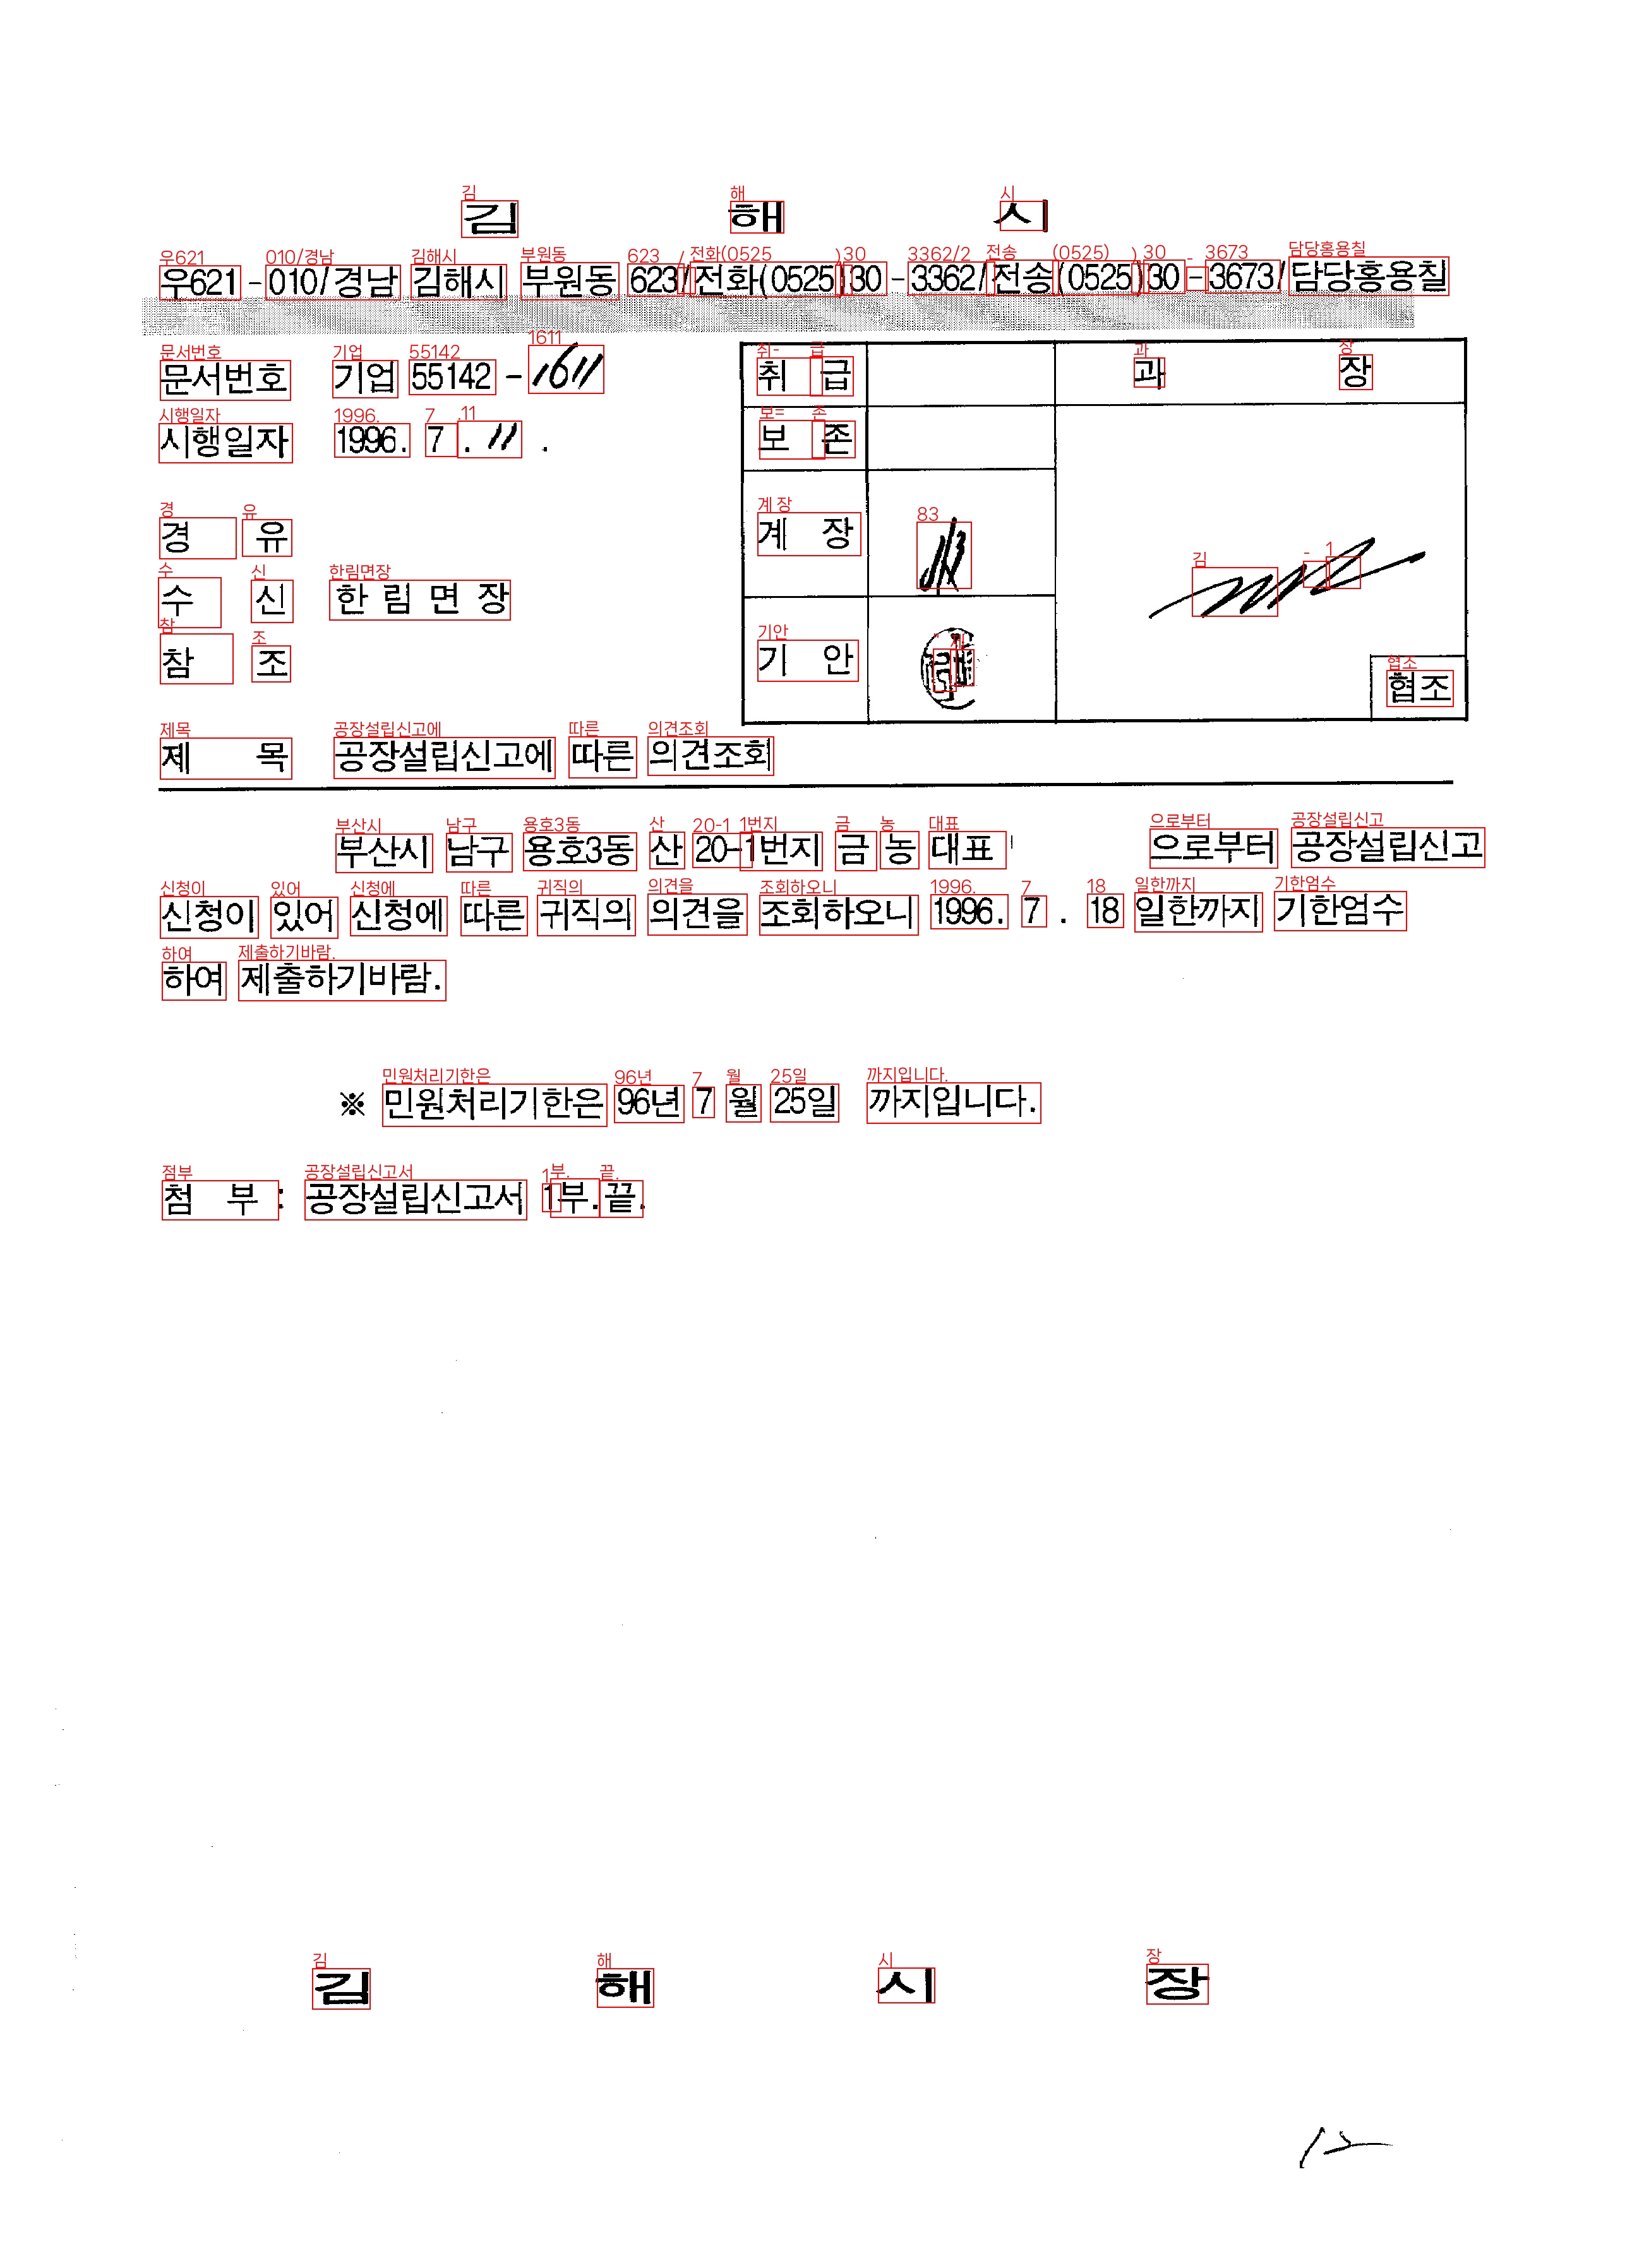 김 해 시
우621-010/경남 김해시 부원동 623/전화(0525)30-3362/전송(0525)30-3673/담당홍용칠
문서번호 기업 55142-1611
시행일자 1996. 7. 11.
경 유
수 신 한림면장
참 조
제 목 공장설립신고에 따른 의견조회
취 급
보 존
계 장
기 안
과 장
협조
부산시 남구 용호3동 산 20-1번지 금 농 대표 으로부터 공장설립신고
신청이 있어 신청에 따른 귀직의 의견을 조회하오니 1996. 7. 18 일한까지 기한엄수
하여 제출하기바람.
※ 민원처리기한은 96년 7 월 25일 까지입니다.
첨 부 : 공장설립신고서 1부. 끝.
김 해 시 장
12